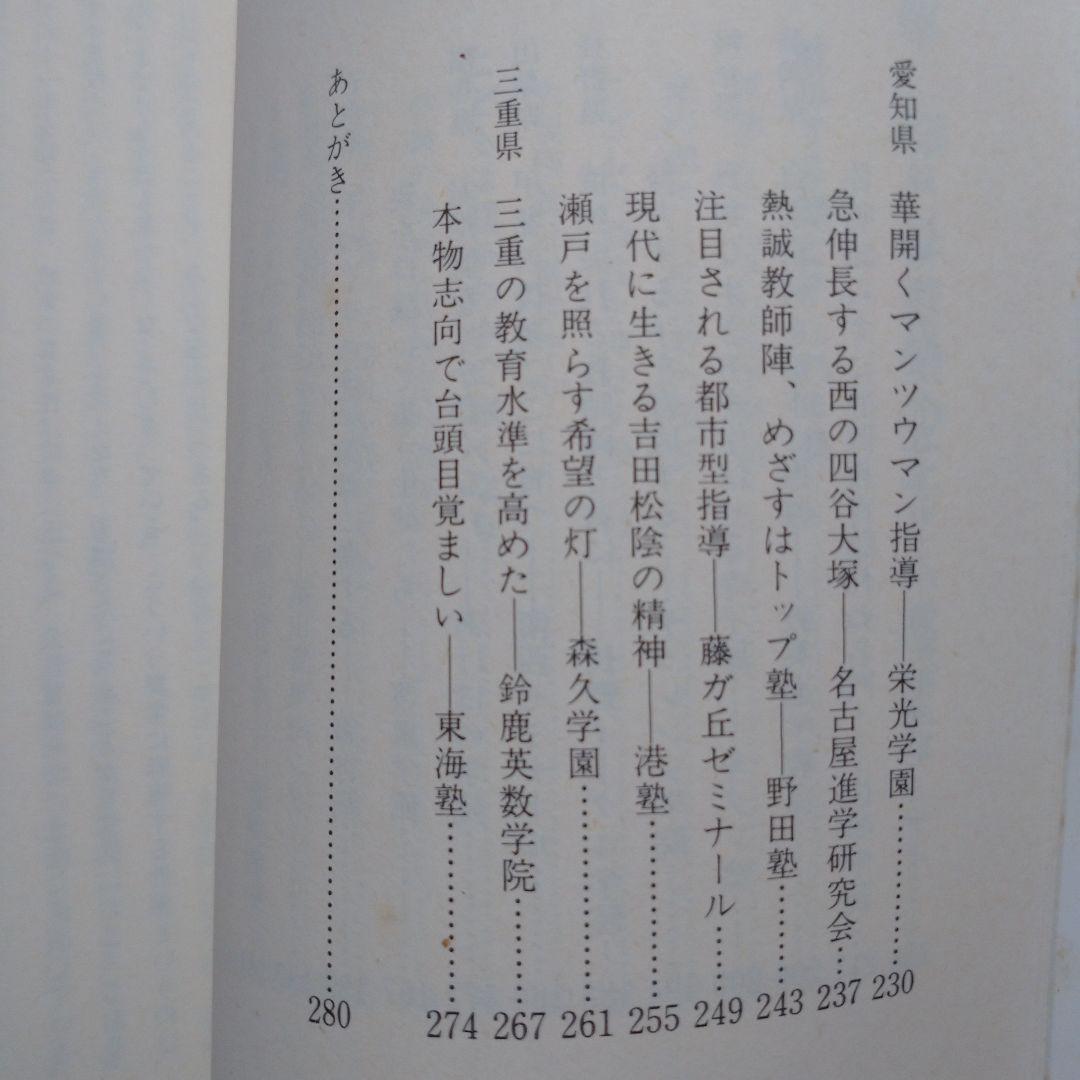 愛知県　華開くマンツウマン指導――栄光学園…………230
急伸長する西の四谷大塚――名古屋進学研究会……237
熱誠教師陣、めざすはトップ塾――野田塾…………243
注目される都市型指導――藤が丘ゼミナール……249
現代に生きる吉田松陰の精神――港塾…………255
瀬戸を照らす希望の灯――森久学園…………261
三重県　三重の教育水準を高めた――鈴鹿英数学院…………267
本物志向で台頭目覚ましい――東海塾…………274
あとがき…………280